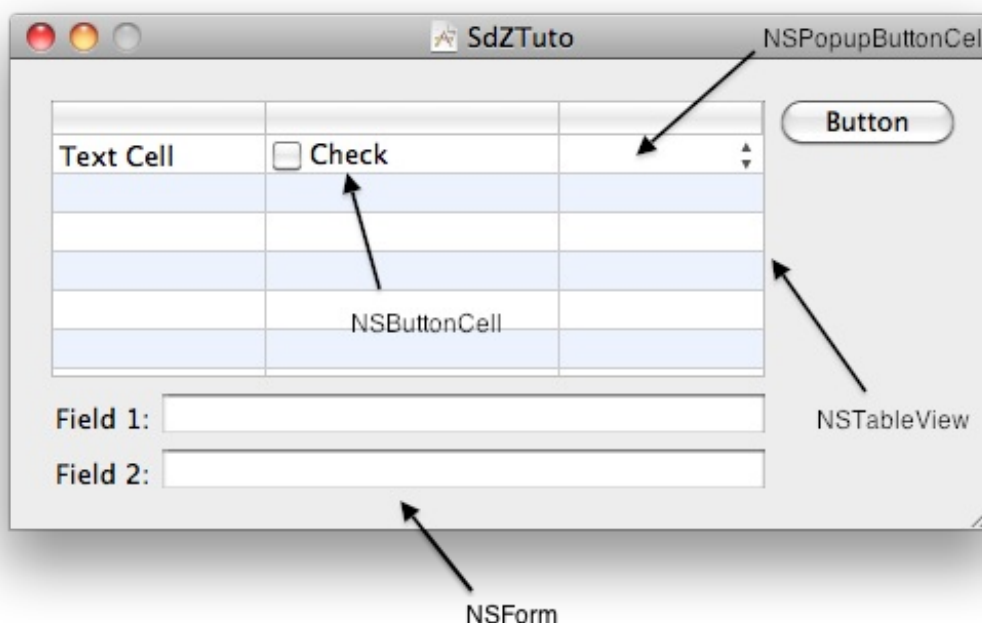 SdZTuto
NSPopupButtonCel
Button
Text Cell
Check
NSButtonCell
NSTableView
Field 1:
Field 2:
NSForm